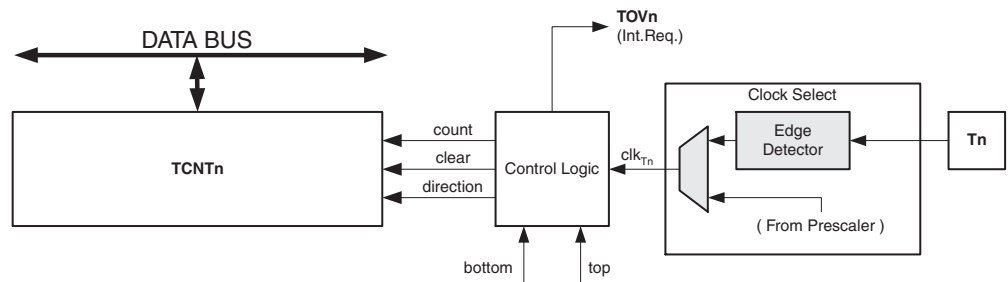 DATA BUS
TOVn
(Int.Req.)
Clock Select
count
clear
direction
TCNTn
Control Logic
clkTn
Edge
Detector
Tn
( From Prescaler )
bottom
top